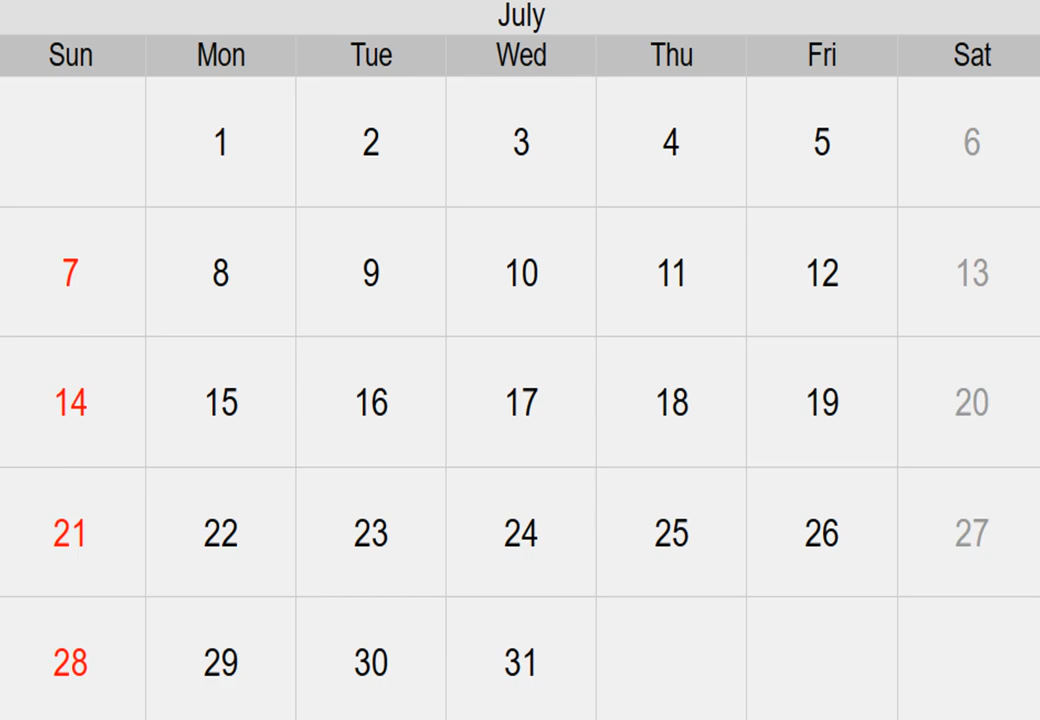 July
Sun Mon Tue Wed Thu Fri Sat
1 2 3 4 5 6
7 8 9 10 11 12 13
14 15 16 17 18 19 20
21 22 23 24 25 26 27
28 29 30 31